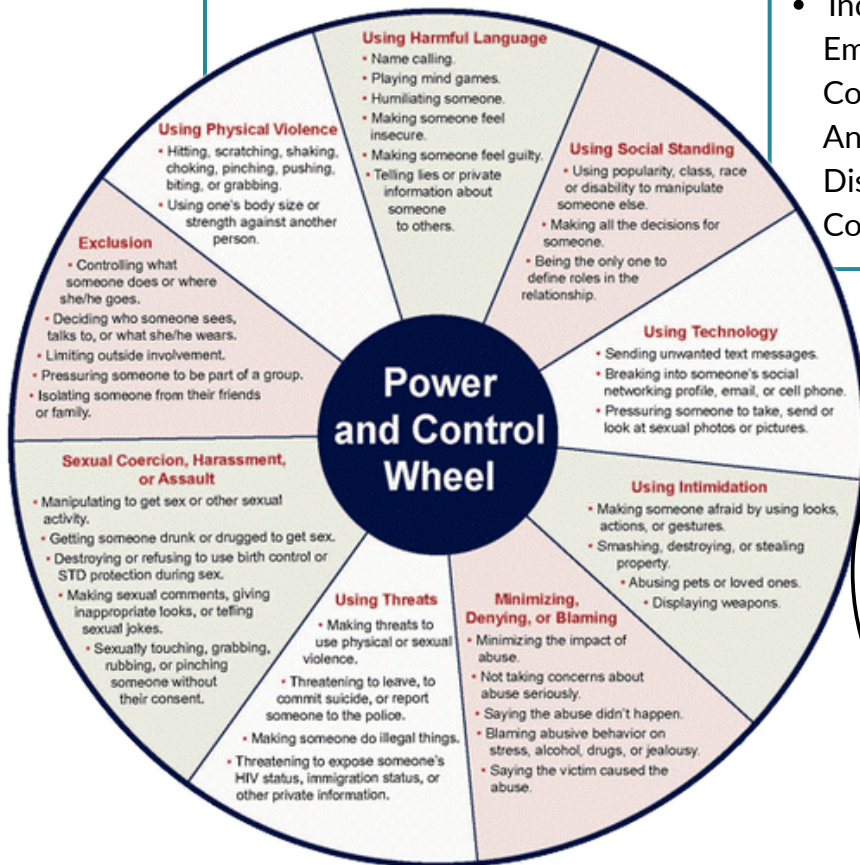 Using Harmful Language
• Name calling.
• Playing mind games.
• Humiliating someone.
• Making someone feel
insecure.
• Making someone feel guilty.
• Telling lies or private
information about
someone
to others.
Using Social Standing
• Using popularity, class, race
or disability to manipulate
someone else.
• Making all the decisions for
someone.
• Being the only one to
define roles in the
relationship.
Using Technology
• Sending unwanted text messages.
• Breaking into someone's social
networking profile, email, or cell phone.
• Pressuring someone to take, send or
look at sexual photos or pictures.
Using Intimidation
• Making someone afraid by using looks,
actions, or gestures.
• Smashing, destroying, or stealing
property.
• Abusing pets or loved ones.
• Displaying weapons.
Minimizing,
Denying, or Blaming
• Minimizing the impact of
abuse.
• Not taking concerns about
abuse seriously.
• Saying the abuse didn't happen.
• Blaming abusive behavior on
stress, alcohol, drugs, or jealousy.
• Saying the victim caused the
abuse.
Using Threats
• Making threats to
use physical or sexual
violence.
• Threatening to leave, to
commit suicide, or report
someone to the police.
• Making someone do illegal things.
• Threatening to expose someone's
HIV status, immigration status, or
other private information.
Sexual Coercion, Harassment,
or Assault
• Manipulating to get sex or other sexual
activity.
• Getting someone drunk or drugged to get sex.
• Destroying or refusing to use birth control or
STD protection during sex.
• Making sexual comments, giving
inappropriate looks, or telling
sexual jokes.
• Sexually touching, grabbing,
rubbing, or pinching
someone without
their consent.
Exclusion
• Controlling what
someone does or where
she/he goes.
• Deciding who someone sees,
talks to, or what she/he wears.
• Limiting outside involvement.
• Pressuring someone to be part of a group.
• Isolating someone from their friends
or family.
Using Physical Violence
• Hitting, scratching, shaking,
choking, pinching, pushing,
biting, or grabbing.
• Using one's body size or
strength against another
person.
Power
and Control
Wheel